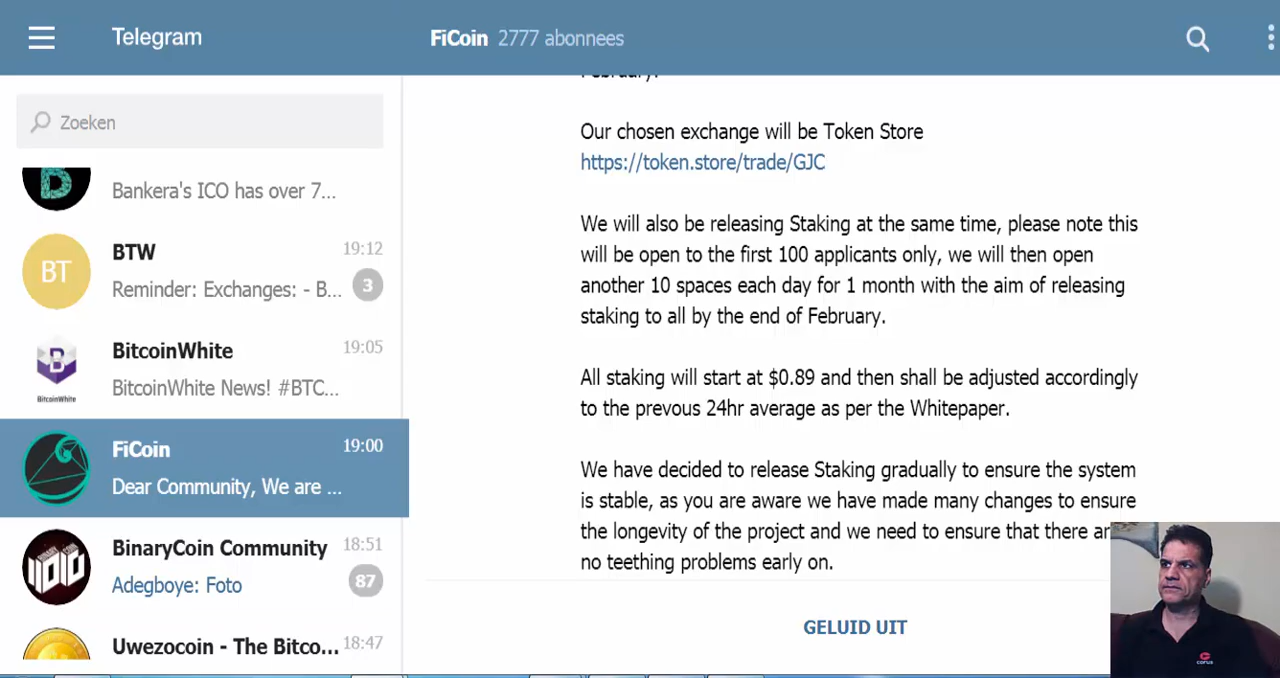 Telegram
FiCoin 2777 abonnees
Zoeken
Bankera's ICO has over 7...
BT
BTW 19:12
Reminder: Exchanges: - B... 3
BitcoinWhite 19:05
BitcoinWhite News! #BTC...
BitcoinWhite
FiCoin 19:00
Dear Community, We are ...
BinaryCoin Community 18:51
Adegboye: Foto 87
Uwezocoin - The Bitco... 18:47
February.
Our chosen exchange will be Token Store
https://token.store/trade/GJC
We will also be releasing Staking at the same time, please note this
will be open to the first 100 applicants only, we will then open
another 10 spaces each day for 1 month with the aim of releasing
staking to all by the end of February.
All staking will start at $0.89 and then shall be adjusted accordingly
to the prevous 24hr average as per the Whitepaper.
We have decided to release Staking gradually to ensure the system
is stable, as you are aware we have made many changes to ensure
the longevity of the project and we need to ensure that there
no teething problems early on.
GELUID UIT
corus